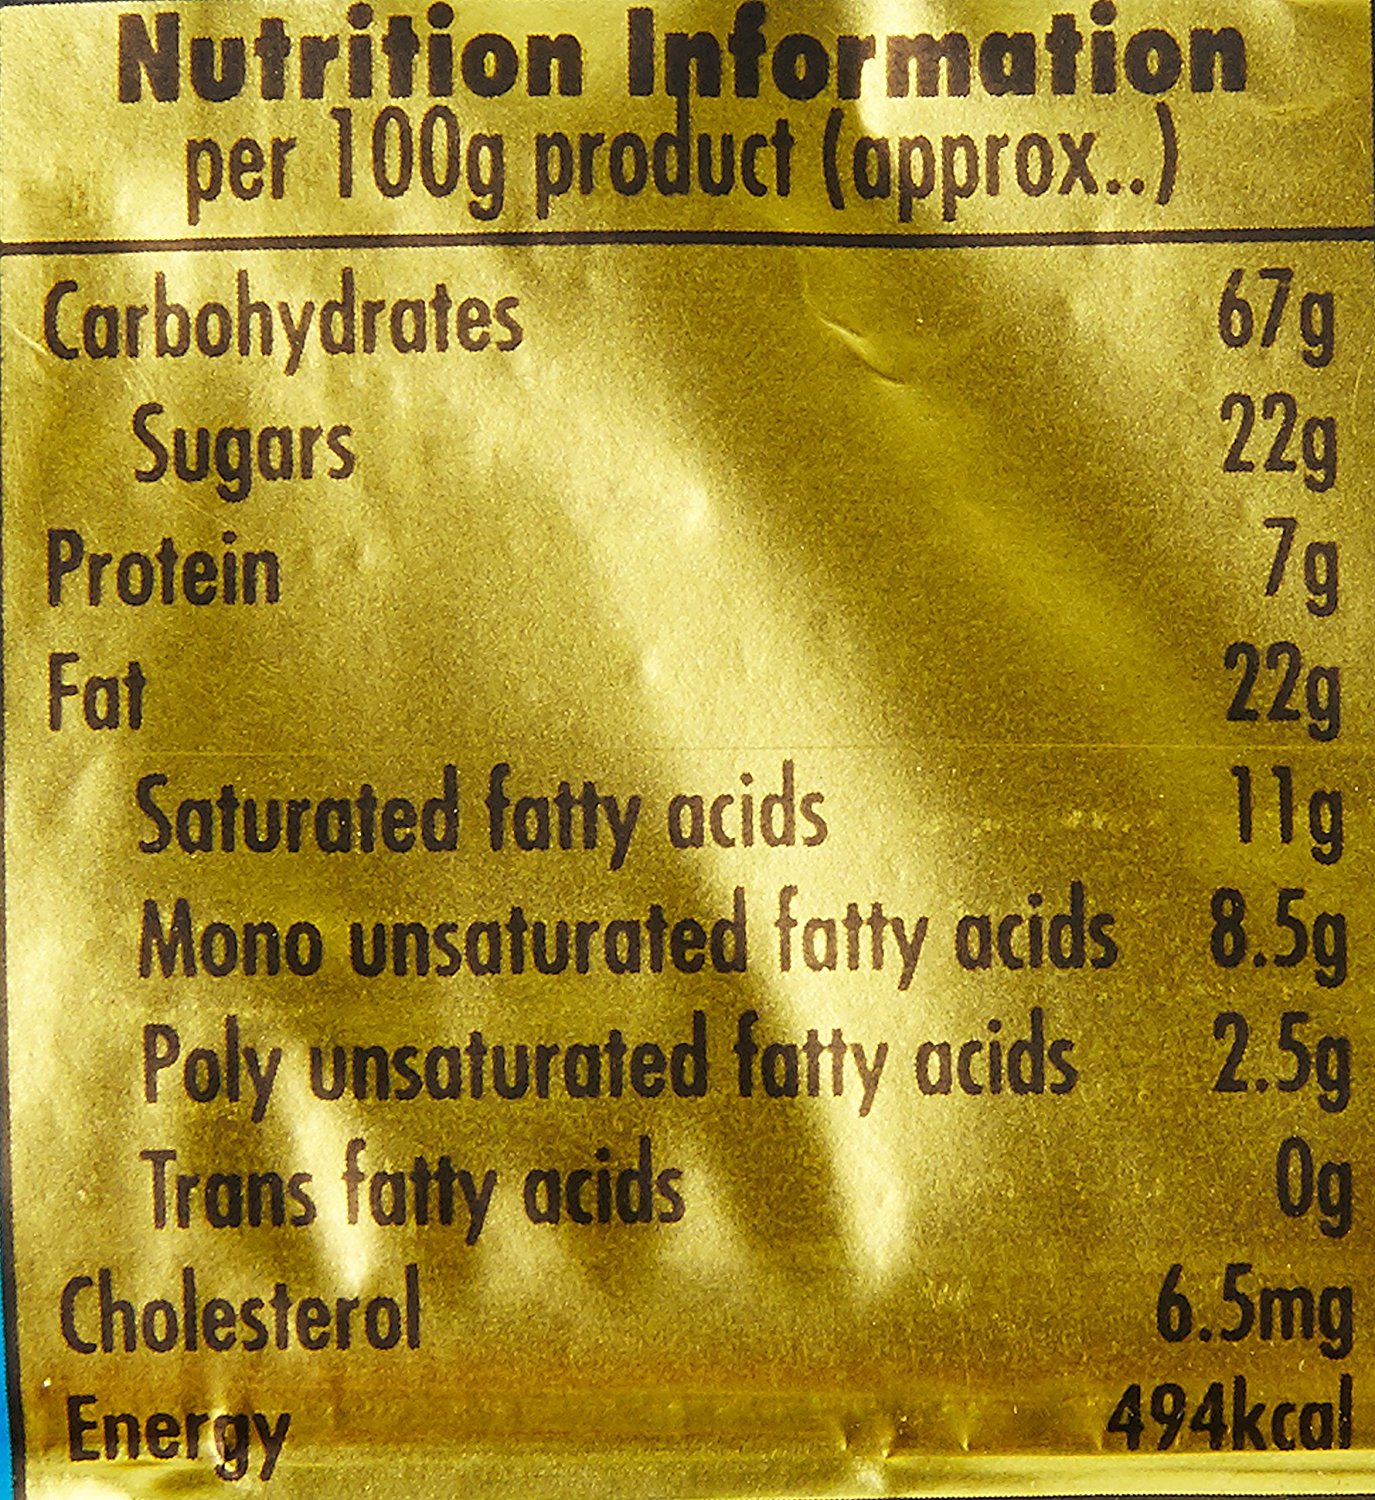 Nutrition Information
per 100g product (approx..)
Carbohydrates 67g
Sugars 22g
Protein 7g
Fat 22g
Saturated fatty acids 11g
Mono unsaturated fatty acids 8.5g
Poly unsaturated fatty acids 2.5g
Trans fatty acids 0g
Cholesterol 6.5mg
Energy 494kcal